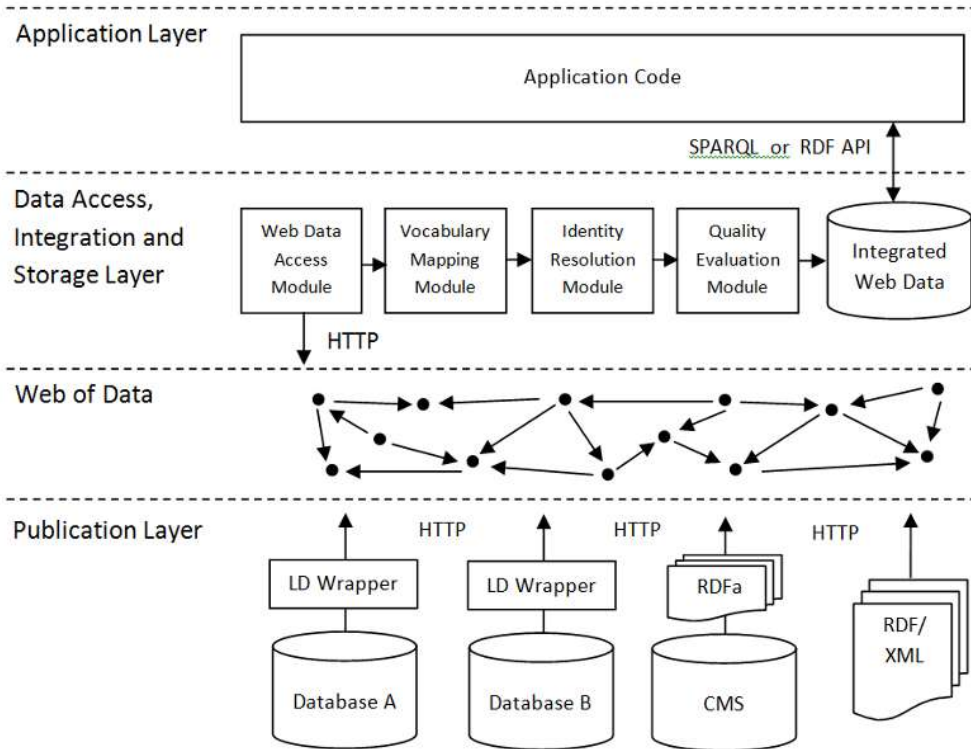 Application Layer
Application Code
SPARQL or RDF API
Data Access,
Integration and
Storage Layer
Web Data
Access
Module
Vocabulary
Mapping
Module
Identity
Resolution
Module
Quality
Evaluation
Module
Integrated
Web Data
HTTP
Web of Data
Publication Layer
HTTP
HTTP
HTTP
LD Wrapper
LD Wrapper
RDFa
RDF/
XML
Database A
Database B
CMS